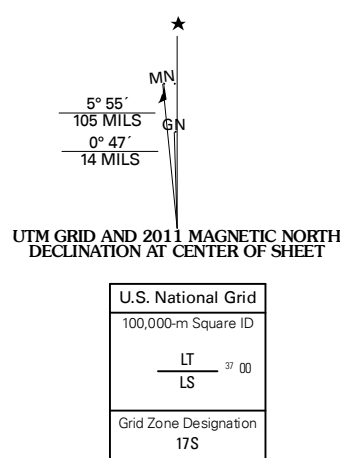 ★
MN
5° 55´
105 MILS
GN
0° 47´
14 MILS
UTM GRID AND 2011 MAGNETIC NORTH
DECLINATION AT CENTER OF SHEET
U.S. National Grid
100,000-m Square ID
LT
37 00
LS
Grid Zone Designation
17S